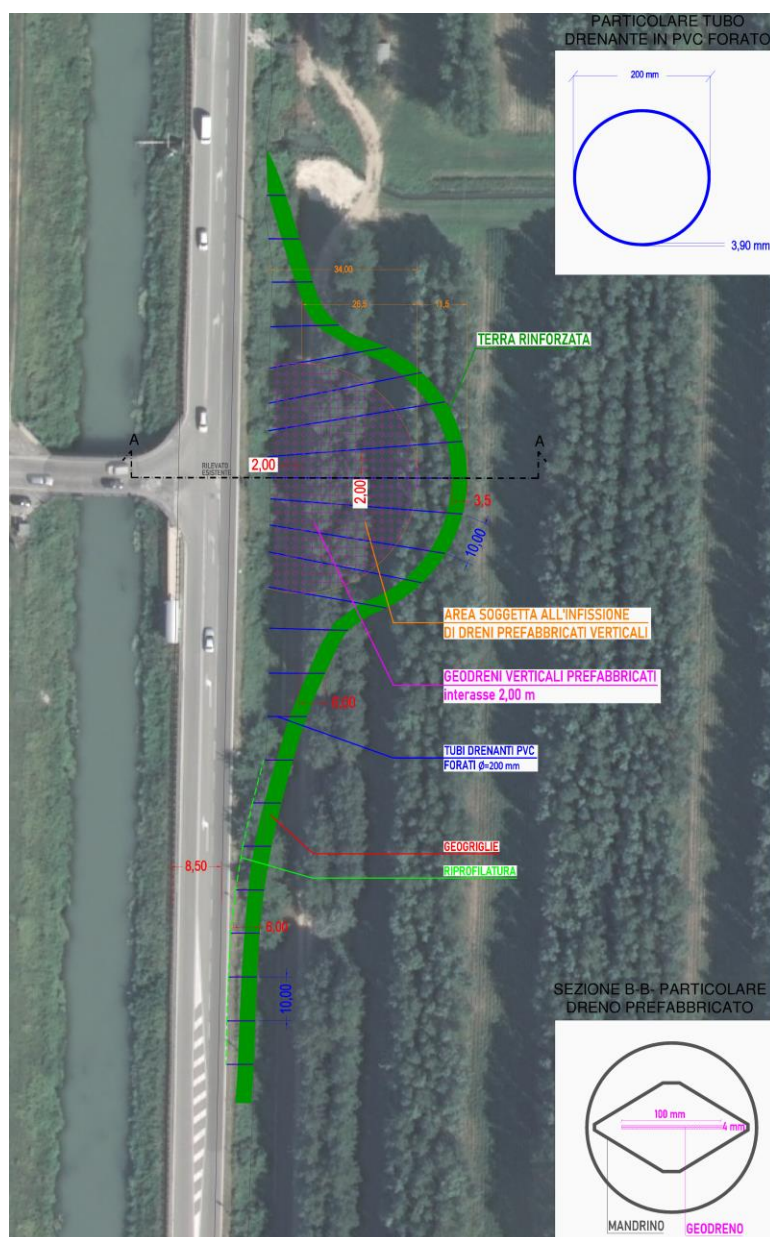 PARTICOLARE TUBO
DRENANTE IN PVC FORATO
200 mm
3,90 mm
34,00
26,5
11,5
TERRA RINFORZATA
A
A
RILEVATO
ESISTENTE
2,00
2,00
3,5
10,00
AREA SOGGETTA ALL'INFISSIONE
DI DRENI PREFABBRICATI VERTICALI
GEODRENI VERTICALI PREFABBRICATI
interasse 2,00 m
TUBI DRENANTI PVC
FORATI Ø=200 mm
GEOGRIGLIE
RIPROFILATURA
8,50
6,00
10,00
SEZIONE B-B- PARTICOLARE
DRENO PREFABBRICATO
100 mm
4 mm
MANDRINO
GEODRENO